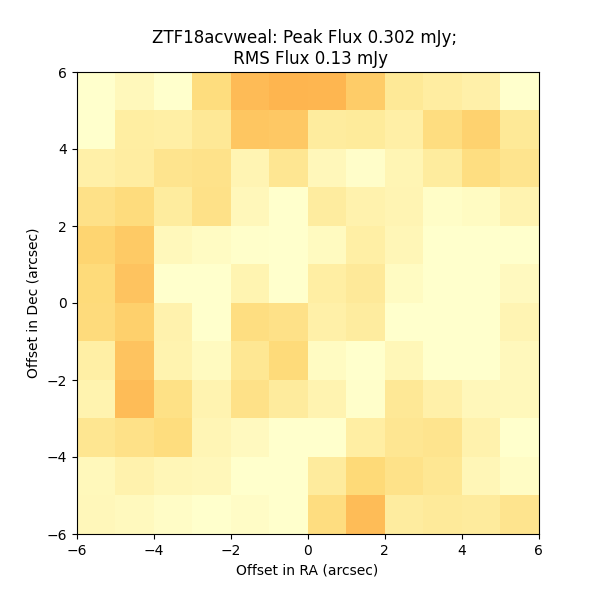 ZTF18acvweal: Peak Flux 0.302 mJy;
RMS Flux 0.13 mJy
6
4
2
0
−2
−4
−6
Offset in Dec (arcsec)
−6 −4 −2 0 2 4 6
Offset in RA (arcsec)